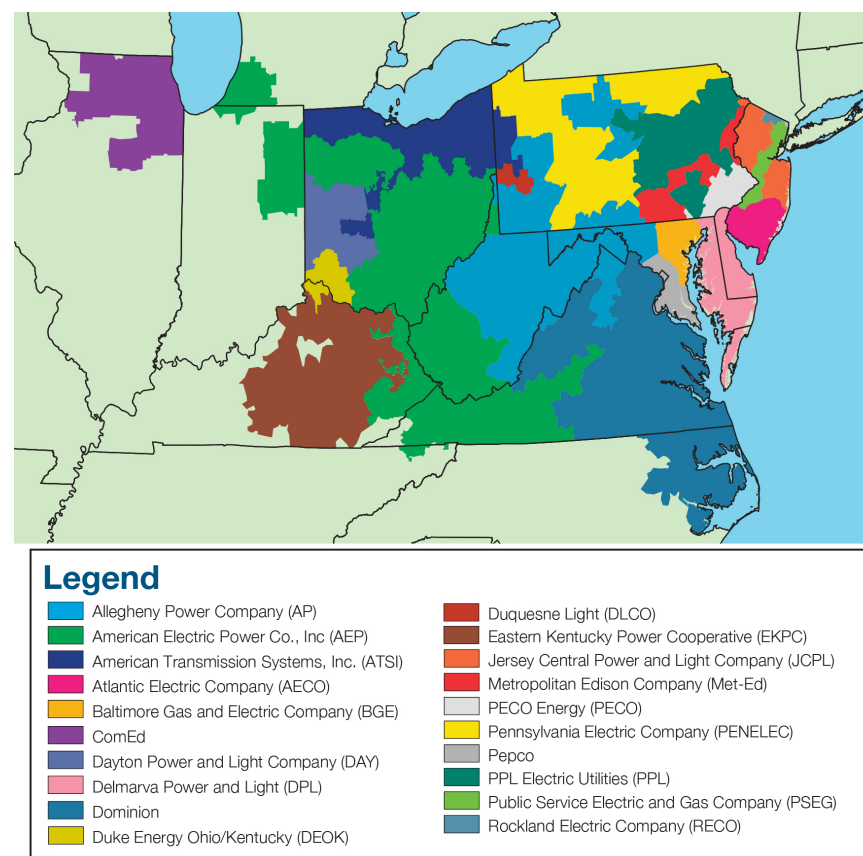 Legend
Allegheny Power Company (AP)
American Electric Power Co., Inc (AEP)
American Transmission Systems, Inc. (ATSI)
Atlantic Electric Company (AECO)
Baltimore Gas and Electric Company (BGE)
ComEd
Dayton Power and Light Company (DAY)
Delmarva Power and Light (DPL)
Dominion
Duke Energy Ohio/Kentucky (DEOK)
Duquesne Light (DLCO)
Eastern Kentucky Power Cooperative (EKPC)
Jersey Central Power and Light Company (JCPL)
Metropolitan Edison Company (Met-Ed)
PECO Energy (PECO)
Pennsylvania Electric Company (PENELEC)
Pepco
PPL Electric Utilities (PPL)
Public Service Electric and Gas Company (PSEG)
Rockland Electric Company (RECO)